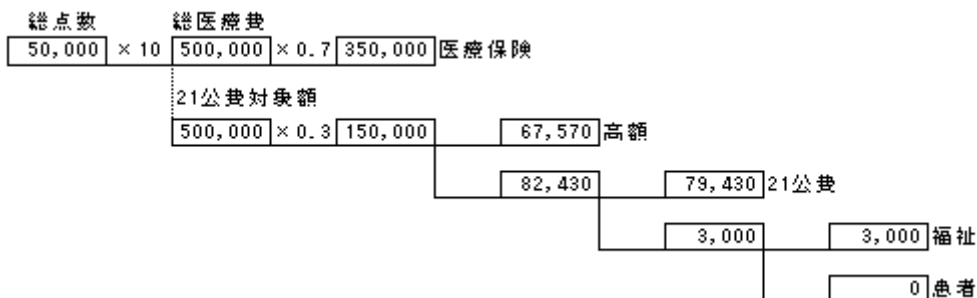 総点数 総医療費
50,000 × 10 500,000 × 0.7 350,000 医療保険
21公費対象額
500,000 × 0.3 150,000 67,570 高額
82,430 79,430 21公費
3,000 3,000 福祉
0 患者